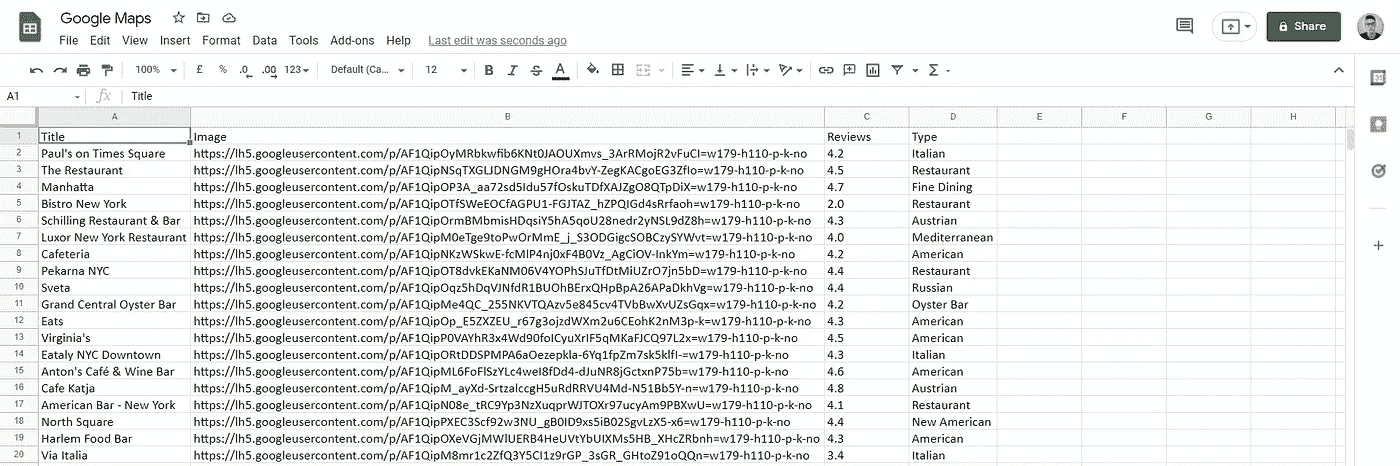 Google Maps
File Edit View Insert Format Data Tools Add-ons Help Last edit was seconds ago
Share
100% £ % .0 .00 123 Default (Ca... 12 B I S A
A1 fx Title
A B C D E F G H
1 Title Image Reviews Type
2 Paul's on Times Square https://lh5.googleusercontent.com/p/AF1QipOyMRbkwfib6KNt0JAOUXmvs_3ArRMojR2vFuCI=w179-h110-p-k-no 4.2 Italian
3 The Restaurant https://lh5.googleusercontent.com/p/AF1QipNSqTXGLJDNGM9gHOra4bvY-ZegKACgoEG3ZfIo=w179-h110-p-k-no 4.5 Restaurant
4 Manhatta https://lh5.googleusercontent.com/p/AF1QipOP3A_aa72sd5Idu57fOskuTDfXAJZgO8QTpDiX=w179-h110-p-k-no 4.7 Fine Dining
5 Bistro New York https://lh5.googleusercontent.com/p/AF1QipOTfSWeEOCfAGPU1-FGJTAZ_hZPQIGd4sRrfaoh=w179-h110-p-k-no 2.0 Restaurant
6 Schilling Restaurant & Bar https://lh5.googleusercontent.com/p/AF1QipOrmBMbmisHDqsiY5hA5qoU28nedr2yNSL9dZ8h=w179-h110-p-k-no 4.3 Austrian
7 Luxor New York Restaurant https://lh5.googleusercontent.com/p/AF1QipM0eTge9toPwOrMmE_j_S3ODGigcSOBCzySYWvt=w179-h110-p-k-no 4.0 Mediterranean
8 Cafeteria https://lh5.googleusercontent.com/p/AF1QipNKzWSkwE-fcMlP4nj0xF4B0Vz_AgCiOV-InkYm=w179-h110-p-k-no 4.2 American
9 Pekarna NYC https://lh5.googleusercontent.com/p/AF1QipOT8dvkEKaNM06V4YOPhSJuTfDtMiUZrO7jn5bD=w179-h110-p-k-no 4.4 Restaurant
10 Sveta https://lh5.googleusercontent.com/p/AF1QipOqz5hDqVJNfdR1BUOhBErxQHpBpA26APaDkhVg=w179-h110-p-k-no 4.4 Russian
11 Grand Central Oyster Bar https://lh5.googleusercontent.com/p/AF1QipMe4QC_255NKVTQAzv5e845cv4TVbBwXvUZsGqx=w179-h110-p-k-no 4.2 Oyster Bar
12 Eats https://lh5.googleusercontent.com/p/AF1QipOp_E5ZXZEU_r67g3ojzdWXm2u6CEohK2nM3p-k=w179-h110-p-k-no 4.3 American
13 Virginia's https://lh5.googleusercontent.com/p/AF1QipP0VAYhR3x4Wd90foICyuXrIF5qMKaFJCQ97L2x=w179-h110-p-k-no 4.5 American
14 Eataly NYC Downtown https://lh5.googleusercontent.com/p/AF1QipORtDDSPMPA6aOezepkla-6Yq1fpZm7sk5klfI-=w179-h110-p-k-no 4.3 Italian
15 Anton's Café & Wine Bar https://lh5.googleusercontent.com/p/AF1QipML6FoFlSzYLc4weI8fDd4-dJuNR8jGctxnP75b=w179-h110-p-k-no 4.6 American
16 Cafe Katja https://lh5.googleusercontent.com/p/AF1QipM_ayXd-SrtzalccgH5uRdRRVU4Md-N51Bb5Y-n=w179-h110-p-k-no 4.8 Austrian
17 American Bar - New York https://lh5.googleusercontent.com/p/AF1QipN08e_tRC9Yp3NzXuqprWJTOXr97ucyAm9PBXwU=w179-h110-p-k-no 4.1 Restaurant
18 North Square https://lh5.googleusercontent.com/p/AF1QipPXEC3Scf92w3NU_gB0ID9xs5iB02SgvLzX5-x6=w179-h110-p-k-no 4.4 New American
19 Harlem Food Bar https://lh5.googleusercontent.com/p/AF1QipOXeVGjMWlUERB4HeUVtYbUIXMs5HB_XHcZRbnh=w179-h110-p-k-no 4.3 American
20 Via Italia https://lh5.googleusercontent.com/p/AF1QipM8mr1c2ZfQ3Y5CI1z9rGP_3sGR_GHtoZ91oQQn=w179-h110-p-k-no 3.4 Italian